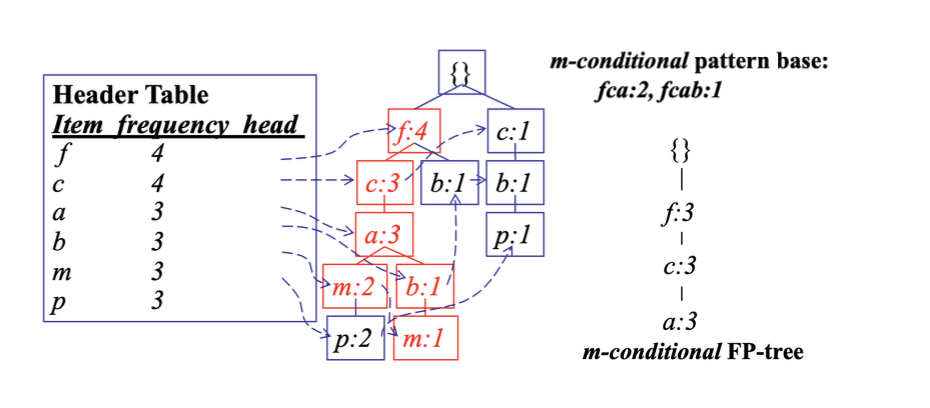 Header Table
Item frequency head
f 4
c 4
a 3
b 3
m 3
p 3
{}
f:4 c:1
c:3 b:1 b:1
a:3 p:1
m:2 b:1
p:2 m:1
m-conditional pattern base:
fca:2, fcab:1
{}
f:3
c:3
a:3
m-conditional FP-tree